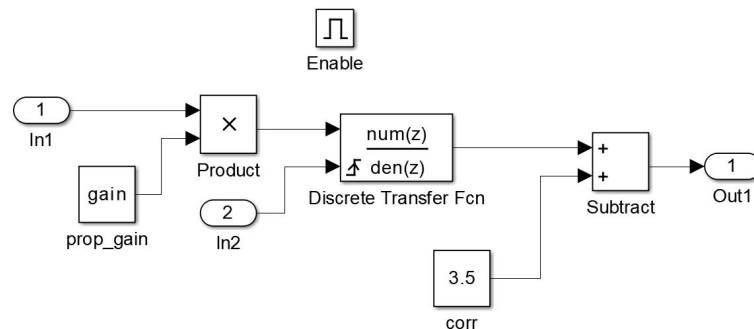 Enable
1
In1
×
Product
gain
prop_gain
2
In2
num(z)
den(z)
Discrete Transfer Fcn
+
+
Subtract
1
Out1
3.5
corr